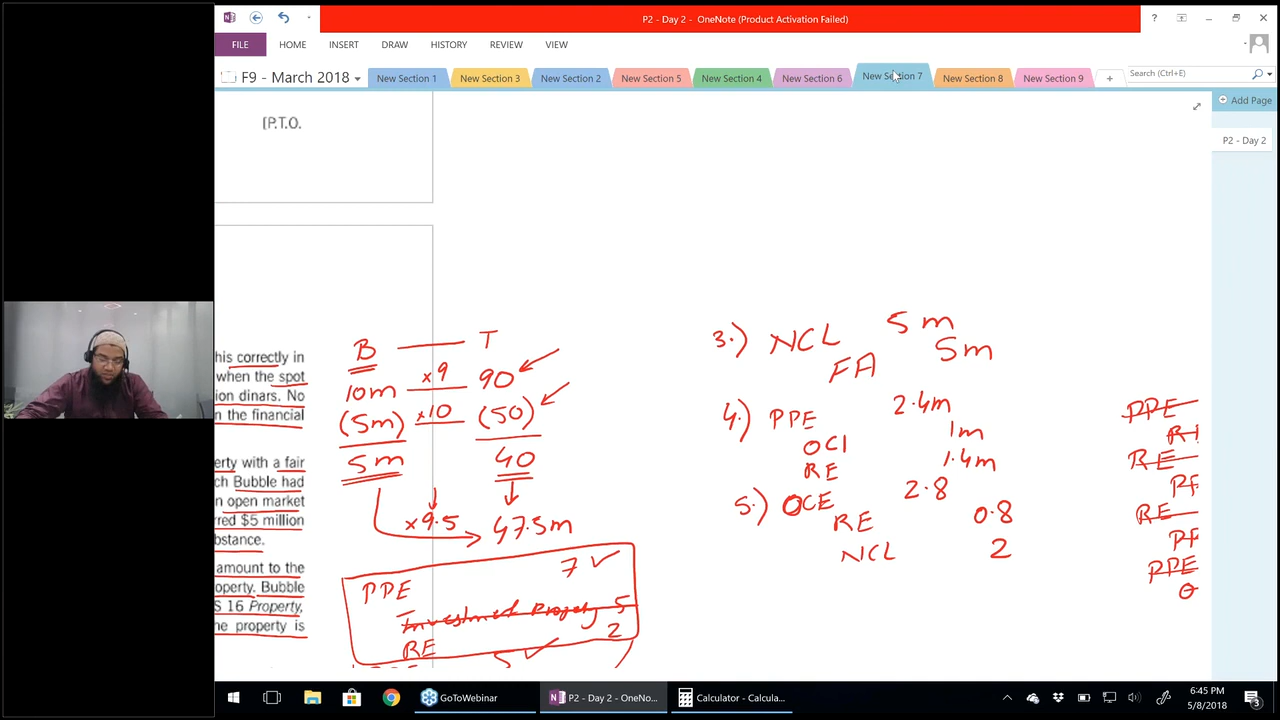 P2 - Day 2 - OneNote (Product Activation Failed)
FILE HOME INSERT DRAW HISTORY REVIEW VIEW
F9 - March 2018
New Section 1 New Section 3 New Section 2 New Section 5 New Section 4 New Section 6 New Section 7 New Section 8 New Section 9 +
Search (Ctrl+E)
Add Page
P2 - Day 2
[P.T.O.
his correctly in
when the spot
ion dinars. No
n the financial
erty with a fair
ch Bubble had
n open market
rred $5 million
bstance.
amount to the
operty. Bubble
S 16 Property,
he property is
B T
10m ×9 90
(5m) ×10 (50)
5m 40
×9.5 47.5m
PPE 7 ✓
Investment Property 5
RE 2
5 ✓
3.) NCL 5m
FA 5m
4.) PPE 2.4m
OCI 1m
RE 1.4m
5.) OCE 2.8
RE 0.8
NCL 2
PPE
RE
RE
PPE
GoToWebinar
P2 - Day 2 - OneNo...
Calculator - Calcula...
6:45 PM
5/8/2018
3